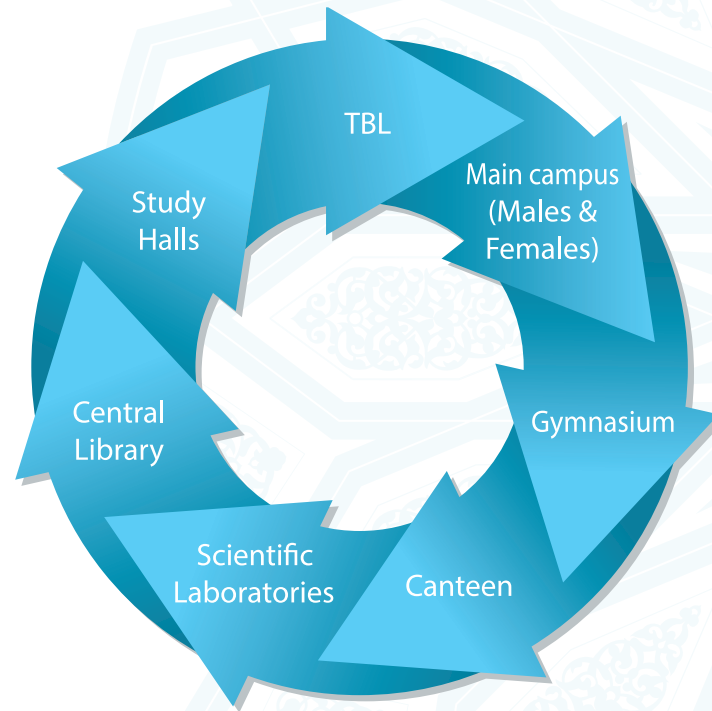 TBL
Main campus
(Males &
Females)
Gymnasium
Canteen
Scientific
Laboratories
Central
Library
Study
Halls